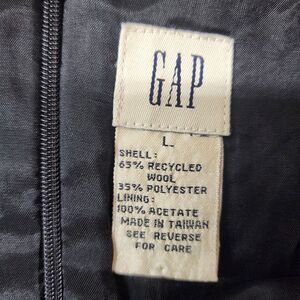 GAP
L
SHELL:
65% RECYCLED
WOOL
35% POLYESTER
LINING:
100% ACETATE
MADE IN TAIWAN
SEE REVERSE
FOR CARE